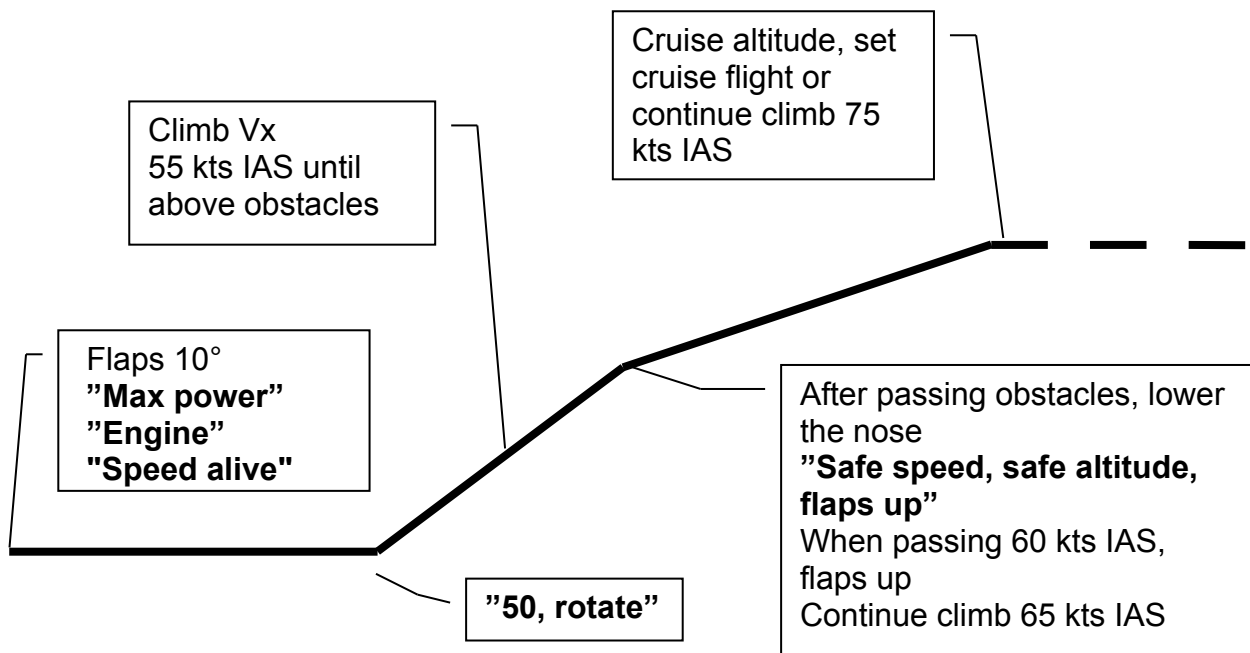 Flaps 10°
”Max power”
”Engine”
"Speed alive"
”50, rotate”
Climb Vx
55 kts IAS until
above obstacles
After passing obstacles, lower
the nose
”Safe speed, safe altitude,
flaps up”
When passing 60 kts IAS,
flaps up
Continue climb 65 kts IAS
Cruise altitude, set
cruise flight or
continue climb 75
kts IAS